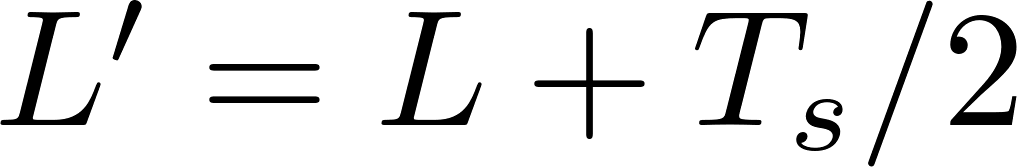 L' = L + T_s/2